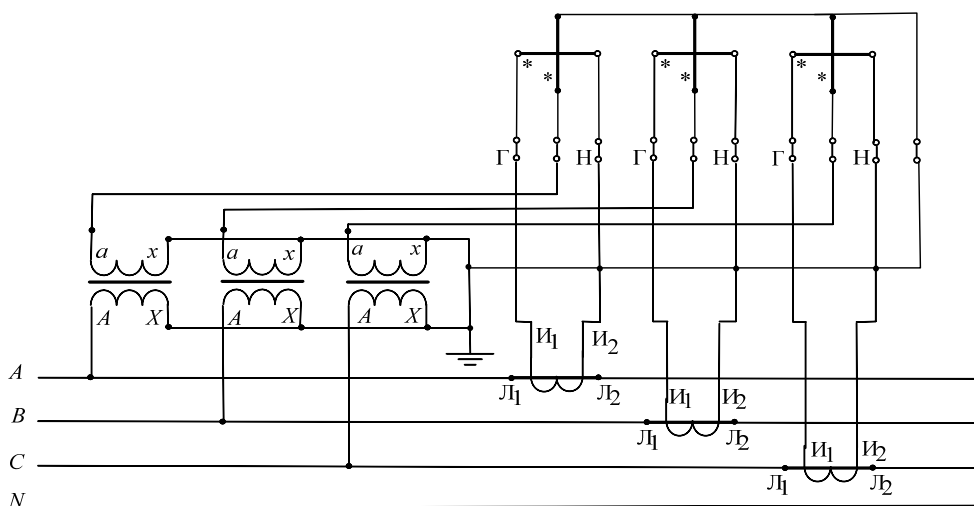 * * * * * *
Г Н Г Н Г Н
a x a x a x
A X A X A X
И₁ И₂
A Л₁ Л₂
И₁ И₂
B Л₁ Л₂
И₁ И₂
C Л₁ Л₂
N